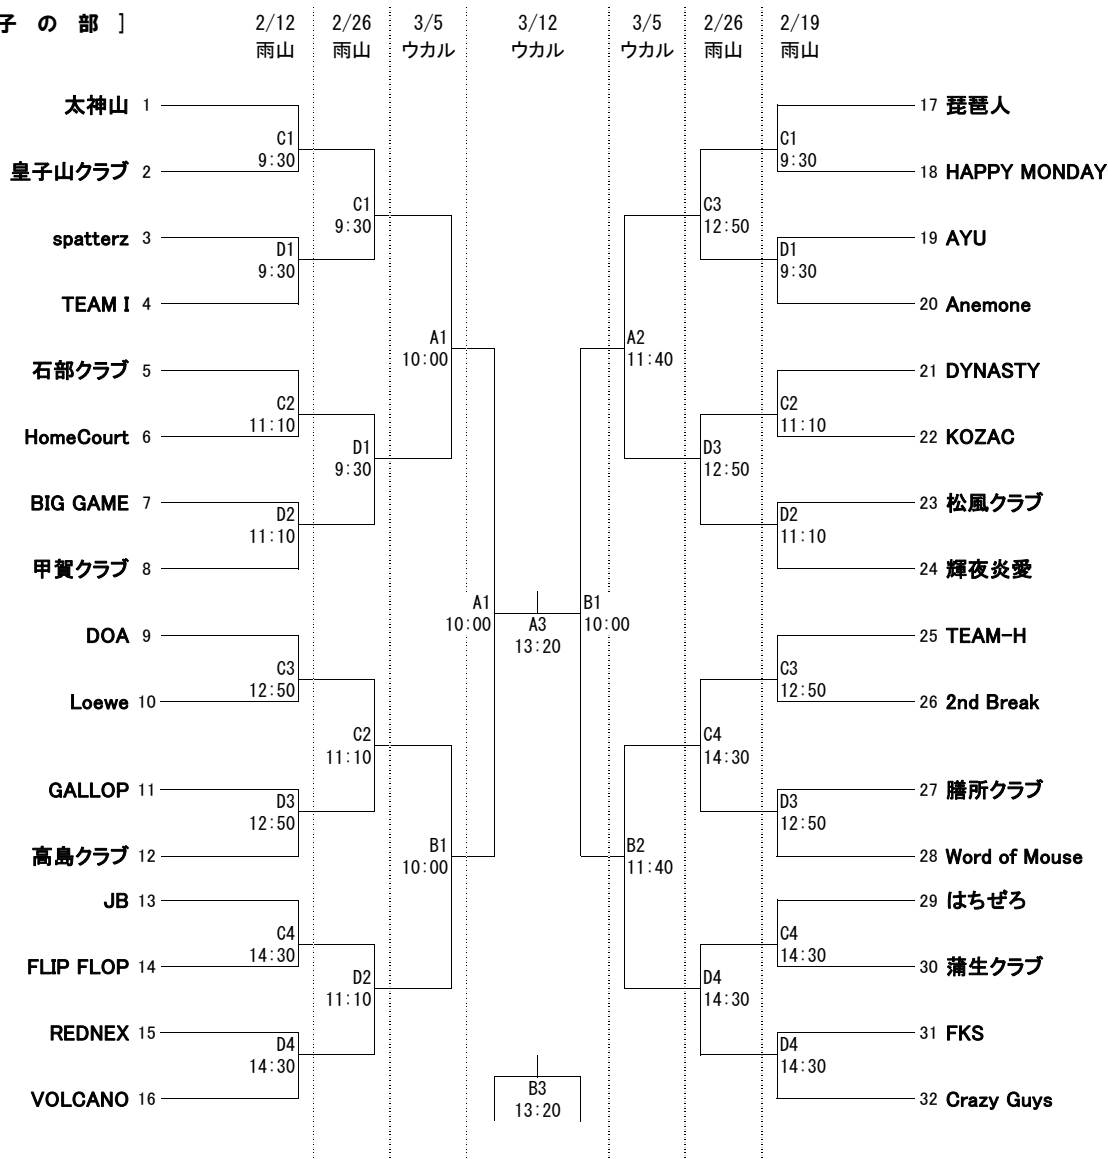 子 の 部 ]
2/12 2/26 3/5 3/12 3/5 2/26 2/19
雨山 雨山 ウカル ウカル ウカル 雨山 雨山
太神山 1
C1
9:30
皇子山クラブ 2
C1
9:30
spatterz 3
D1
9:30
TEAM I 4
A1
10:00
石部クラブ 5
C2
11:10
HomeCourt 6
D1
9:30
BIG GAME 7
D2
11:10
甲賀クラブ 8
A1
10:00
DOA 9
C3
12:50
Loewe 10
C2
11:10
GALLOP 11
D3
12:50
高島クラブ 12
B1
10:00
JB 13
C4
14:30
FLIP FLOP 14
D2
11:10
REDNEX 15
D4
14:30
VOLCANO 16
A3
13:20
B3
13:20
17 琵琶人
C1
9:30
18 HAPPY MONDAY
C3
12:50
19 AYU
D1
9:30
20 Anemone
A2
11:40
21 DYNASTY
C2
11:10
22 KOZAC
D3
12:50
23 松風クラブ
D2
11:10
24 輝夜炎愛
B1
10:00
25 TEAM-H
C3
12:50
26 2nd Break
C4
14:30
27 膳所クラブ
D3
12:50
28 Word of Mouse
B2
11:40
29 はちぜろ
C4
14:30
30 蒲生クラブ
D4
14:30
31 FKS
D4
14:30
32 Crazy Guys